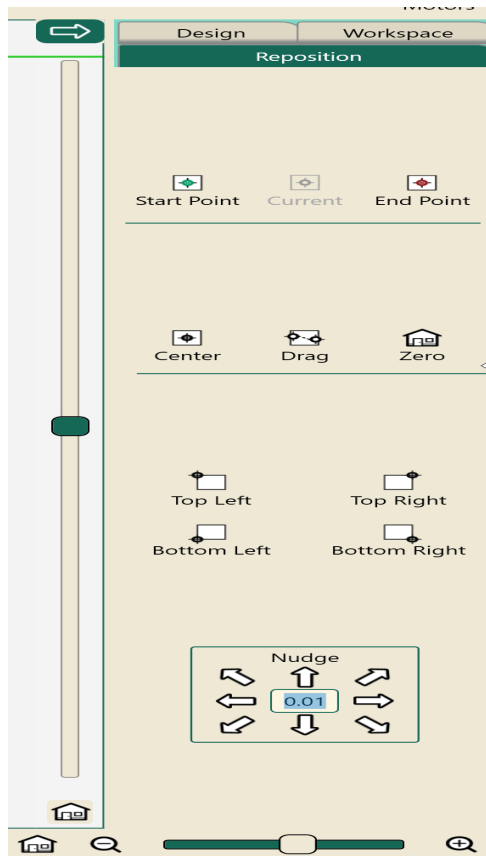 Motors
Design Workspace
Reposition
Start Point Current End Point
Center Drag Zero
Top Left Top Right
Bottom Left Bottom Right
Nudge
0.01